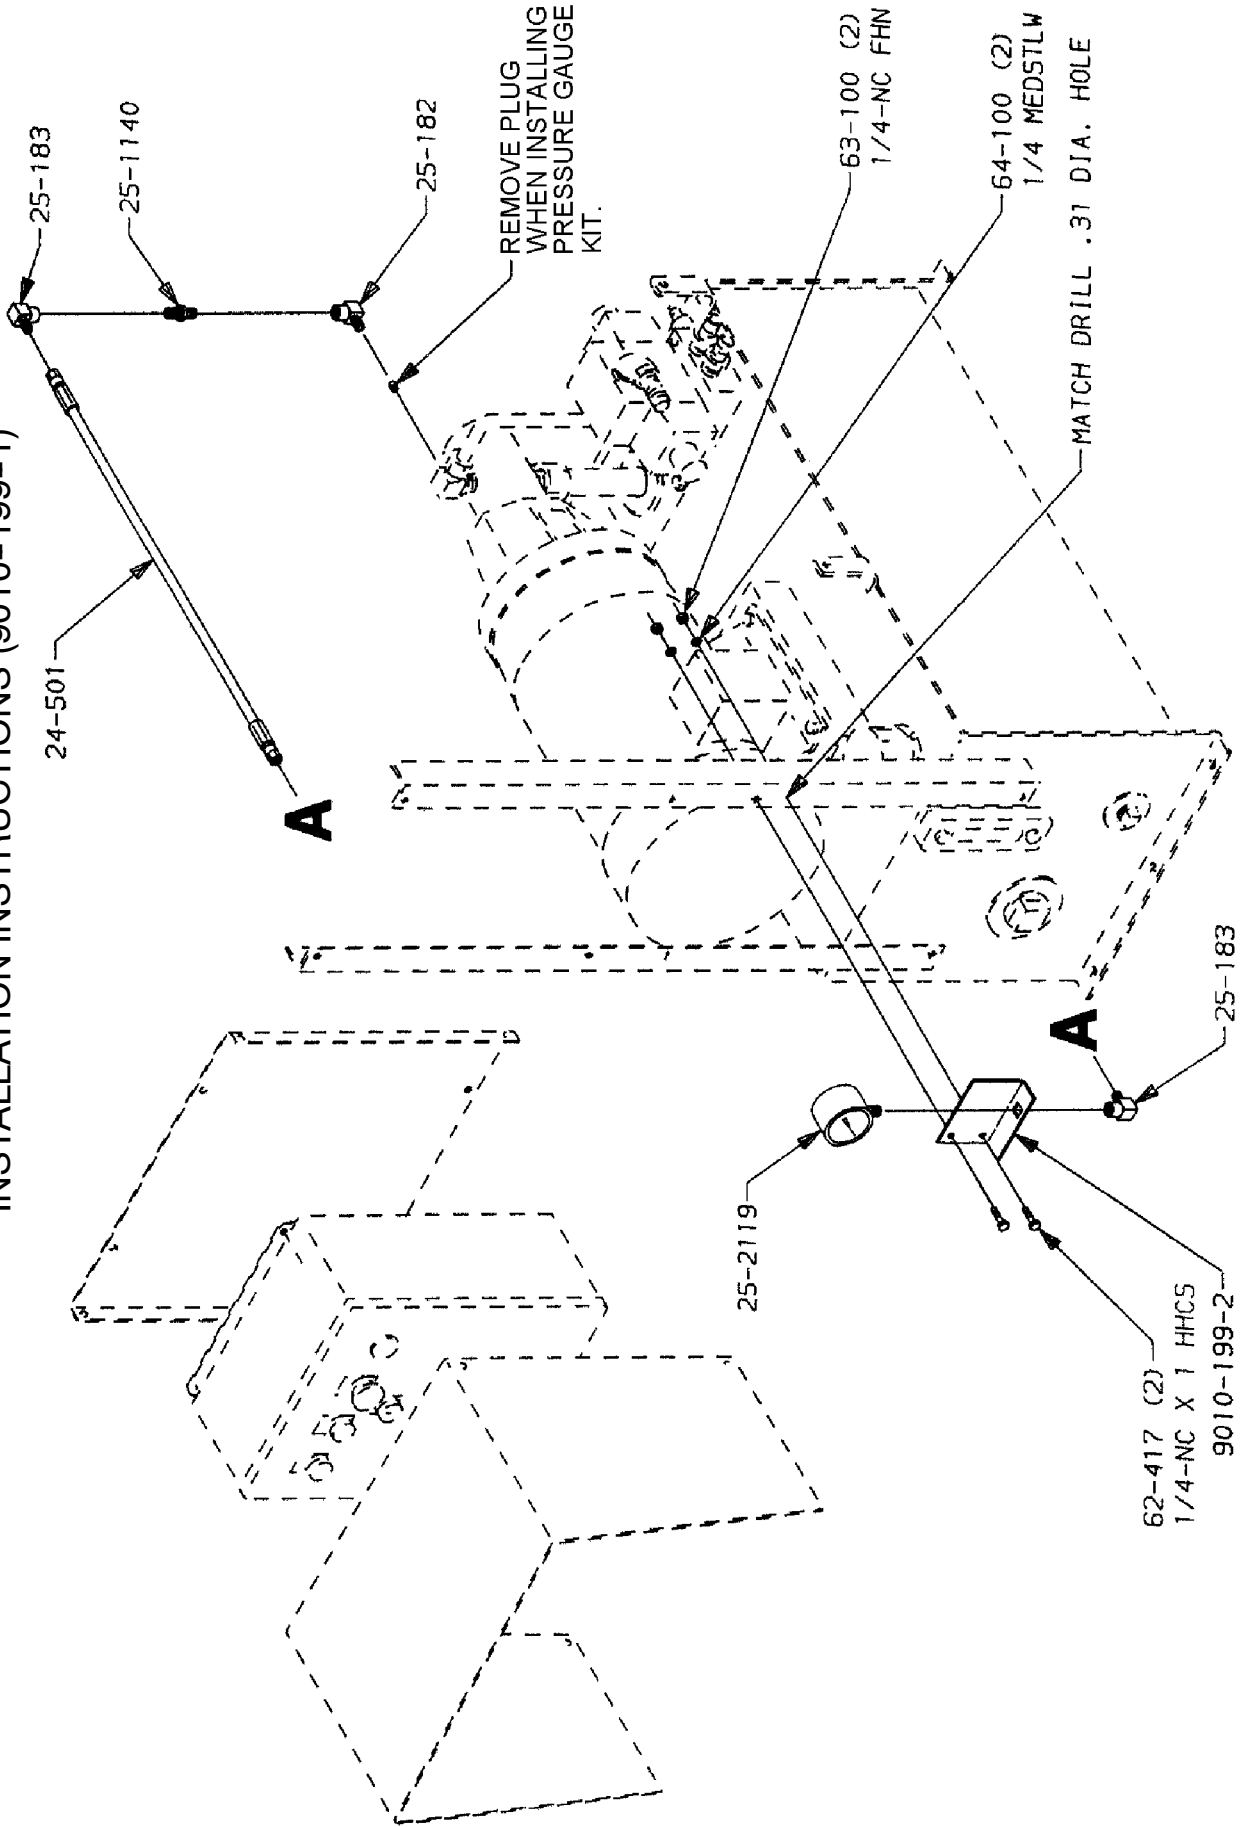 INSTALLATION INSTRUCTIONS (9010-199-1)
25-183
25-1140
25-182
24-501
A
REMOVE PLUG
WHEN INSTALLING
PRESSURE GAUGE
KIT.
63-100 (2)
1/4-NC FHN
64-100 (2)
1/4 MEDSTLW
MATCH DRILL .31 DIA. HOLE
A
25-183
25-2119
62-417 (2)
1/4-NC X 1 HHCS
9010-199-2